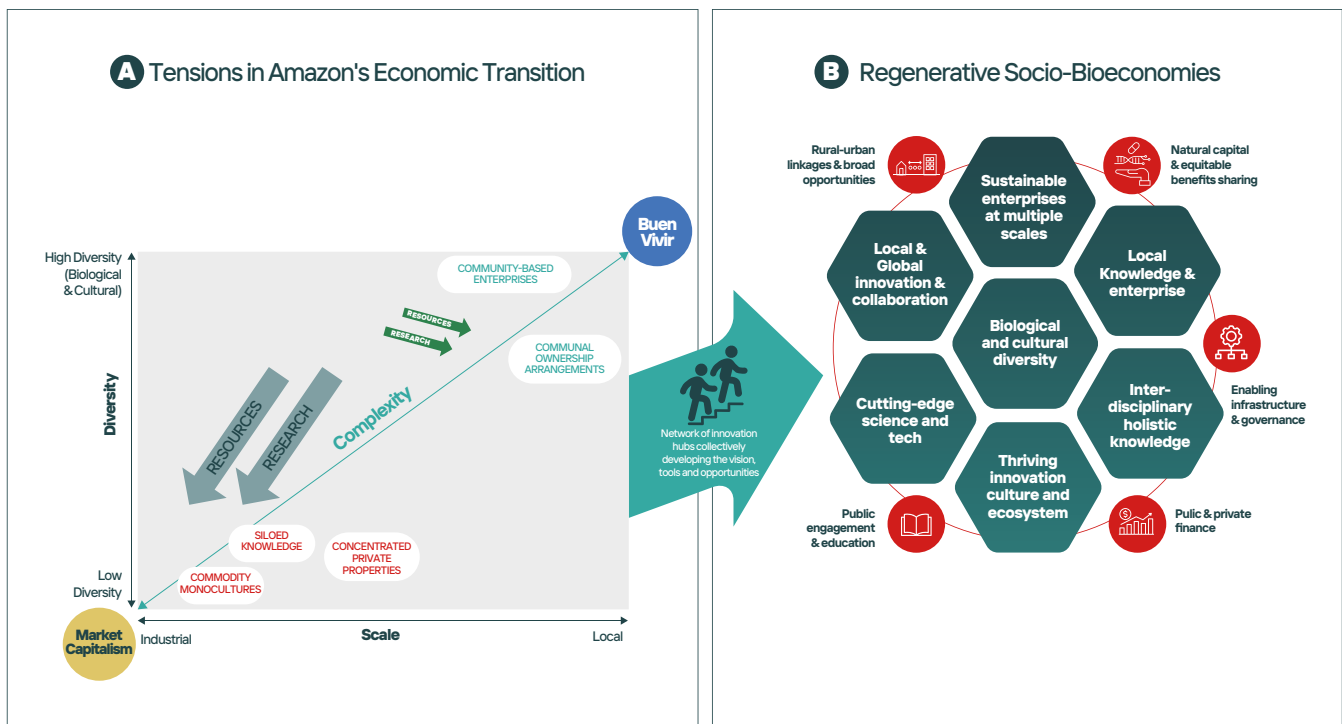 A Tensions in Amazon's Economic Transition
High Diversity
(Biological
& Cultural)
Diversity
Low
Diversity
Market
Capitalism
Industrial
Scale
Local
Buen
Vivir
COMMUNITY-BASED
ENTERPRISES
RESOURCES
RESEARCH
COMMUNAL
OWNERSHIP
ARRANGEMENTS
RESOURCES
RESEARCH
Complexity
SILOED
KNOWLEDGE
CONCENTRATED
PRIVATE
PROPERTIES
COMMODITY
MONOCULTURES
Network of innovation
hubs collectively
developing the vision,
tools and opportunities
B Regenerative Socio-Bioeconomies
Rural-urban
linkages & broad
opportunities
Natural capital
& equitable
benefits sharing
Sustainable
enterprises
at multiple
scales
Local &
Global
innovation &
collaboration
Local
Knowledge &
enterprise
Biological
and cultural
diversity
Cutting-edge
science and
tech
Inter-
disciplinary
holistic
knowledge
Enabling
infrastructure
& governance
Thriving
innovation
culture and
ecosystem
Public
engagement
& education
$
Pulic & private
finance